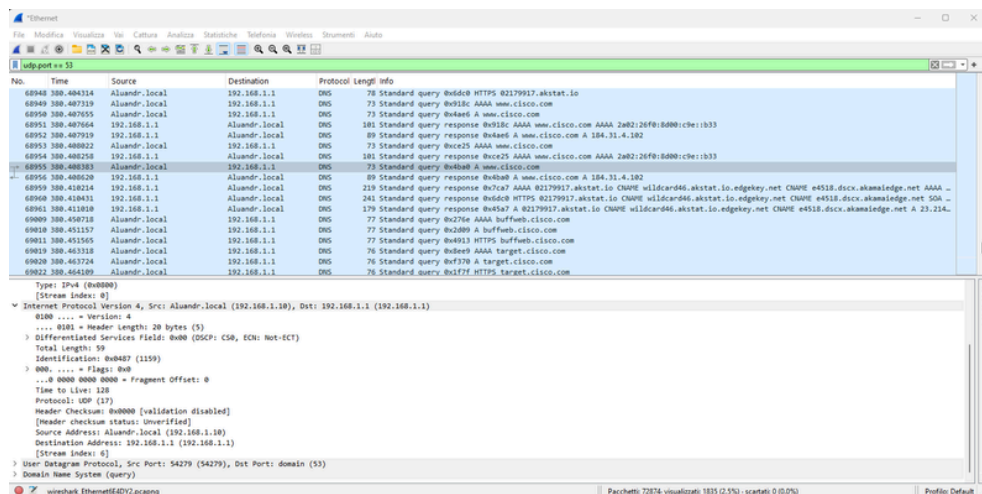 *Ethernet
File Modifica Visualizza Vai Cattura Analizza Statistiche Telefonia Wireless Strumenti Aiuto
udp.port == 53
No. Time Source Destination Protocol Lengtl Info
68948 380.404314 Aluandr.local 192.168.1.1 DNS 78 Standard query 0x6dc0 HTTPS 02179917.akstat.io
68949 380.407319 Aluandr.local 192.168.1.1 DNS 73 Standard query 0x918c AAAA www.cisco.com
68950 380.407655 Aluandr.local 192.168.1.1 DNS 73 Standard query 0x4ae6 A www.cisco.com
68951 380.407664 192.168.1.1 Aluandr.local DNS 101 Standard query response 0x918c AAAA www.cisco.com AAAA 2a02:26f0:8d00:c9e::b33
68952 380.407919 192.168.1.1 Aluandr.local DNS 89 Standard query response 0x4ae6 A www.cisco.com A 184.31.4.102
68953 380.408022 Aluandr.local 192.168.1.1 DNS 73 Standard query 0xce25 AAAA www.cisco.com
68954 380.408258 192.168.1.1 Aluandr.local DNS 101 Standard query response 0xce25 AAAA www.cisco.com AAAA 2a02:26f0:8d00:c9e::b33
68955 380.408383 Aluandr.local 192.168.1.1 DNS 73 Standard query 0x4ba0 A www.cisco.com
68956 380.408620 192.168.1.1 Aluandr.local DNS 89 Standard query response 0x4ba0 A www.cisco.com A 184.31.4.102
68959 380.410214 192.168.1.1 Aluandr.local DNS 219 Standard query response 0x7ca7 AAAA 02179917.akstat.io CNAME wildcard46.akstat.io.edgekey.net CNAME e4518.dscx.akamaiedge.net AAAA …
68960 380.410431 192.168.1.1 Aluandr.local DNS 241 Standard query response 0x6dc0 HTTPS 02179917.akstat.io CNAME wildcard46.akstat.io.edgekey.net CNAME e4518.dscx.akamaiedge.net SOA …
68961 380.411010 192.168.1.1 Aluandr.local DNS 179 Standard query response 0x45a7 A 02179917.akstat.io CNAME wildcard46.akstat.io.edgekey.net CNAME e4518.dscx.akamaiedge.net A 23.214…
69009 380.450718 Aluandr.local 192.168.1.1 DNS 77 Standard query 0x276e AAAA buffweb.cisco.com
69010 380.451157 Aluandr.local 192.168.1.1 DNS 77 Standard query 0x2d09 A buffweb.cisco.com
69011 380.451565 Aluandr.local 192.168.1.1 DNS 77 Standard query 0x4913 HTTPS buffweb.cisco.com
69019 380.463318 Aluandr.local 192.168.1.1 DNS 76 Standard query 0x8ee9 AAAA target.cisco.com
69020 380.463724 Aluandr.local 192.168.1.1 DNS 76 Standard query 0xf370 A target.cisco.com
69022 380.464109 Aluandr.local 192.168.1.1 DNS 76 Standard query 0x1f7f HTTPS target.cisco.com
Type: IPv4 (0x0800)
[Stream index: 0]
Internet Protocol Version 4, Src: Aluandr.local (192.168.1.10), Dst: 192.168.1.1 (192.168.1.1)
0100 .... = Version: 4
.... 0101 = Header Length: 20 bytes (5)
Differentiated Services Field: 0x00 (DSCP: CS0, ECN: Not-ECT)
Total Length: 59
Identification: 0x0487 (1159)
000. .... = Flags: 0x0
...0 0000 0000 0000 = Fragment Offset: 0
Time to Live: 128
Protocol: UDP (17)
Header Checksum: 0x0000 [validation disabled]
[Header checksum status: Unverified]
Source Address: Aluandr.local (192.168.1.10)
Destination Address: 192.168.1.1 (192.168.1.1)
[Stream index: 6]
User Datagram Protocol, Src Port: 54279 (54279), Dst Port: domain (53)
Domain Name System (query)
wireshark_Ethernet6E4DY2.pcapng Pacchetti: 72874· visualizzati: 1835 (2.5%) · scartati: 0 (0.0%) Profilo: Default